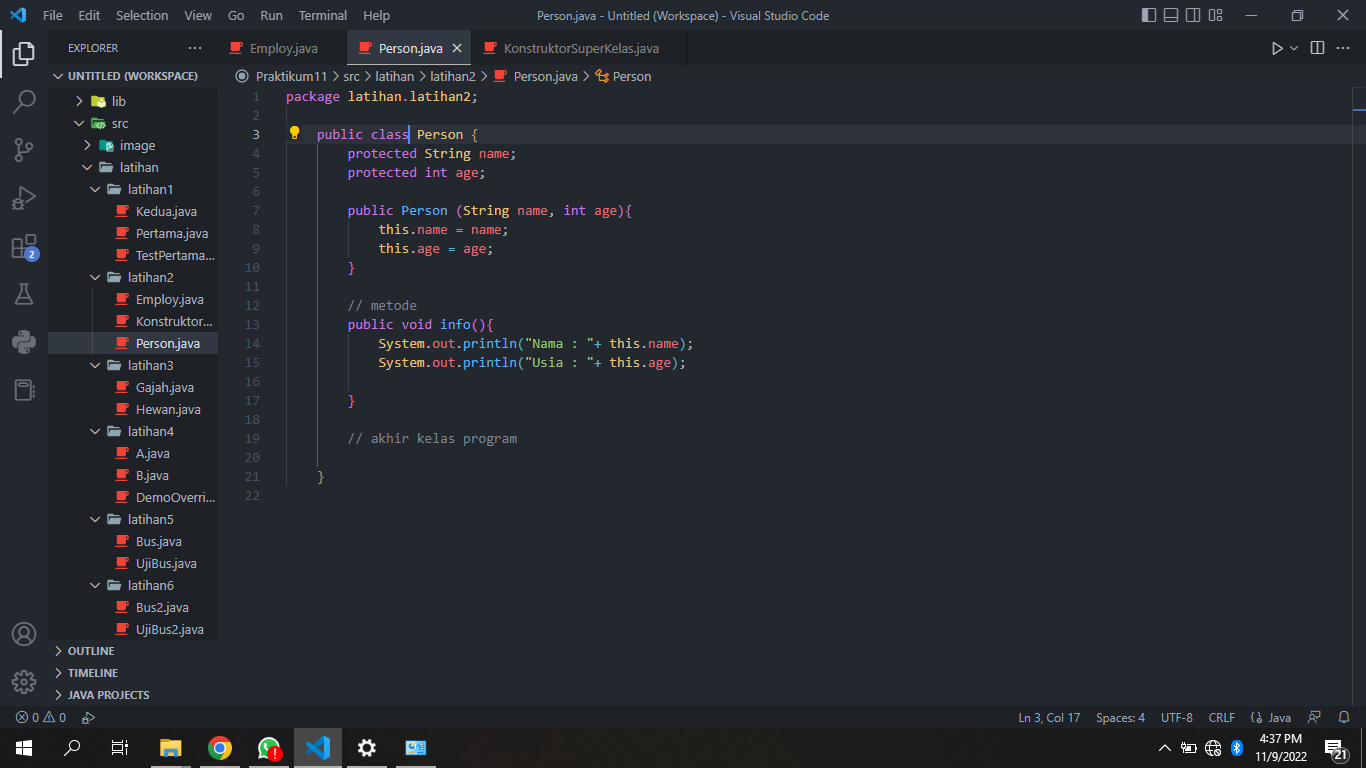 File Edit Selection View Go Run Terminal Help Person.java - Untitled (Workspace) - Visual Studio Code
EXPLORER ··· Employ.java Person.java KonstruktorSuperKelas.java
UNTITLED (WORKSPACE) Praktikum11 > src > latihan > latihan2 > Person.java > Person
lib
src
image
latihan
latihan1
Kedua.java
Pertama.java
TestPertama...
latihan2
Employ.java
Konstruktor...
Person.java
latihan3
Gajah.java
Hewan.java
latihan4
A.java
B.java
DemoOverri...
latihan5
Bus.java
UjiBus.java
latihan6
Bus2.java
UjiBus2.java
OUTLINE
TIMELINE
JAVA PROJECTS
2
1 package latihan.latihan2;
2
3 public class Person {
4 protected String name;
5 protected int age;
6
7 public Person (String name, int age){
8 this.name = name;
9 this.age = age;
10 }
11
12 // metode
13 public void info(){
14 System.out.println("Nama : "+ this.name);
15 System.out.println("Usia : "+ this.age);
16
17 }
18
19 // akhir kelas program
20
21 }
22
0 0 Ln 3, Col 17 Spaces: 4 UTF-8 CRLF {} Java
4:37 PM
11/9/2022
21